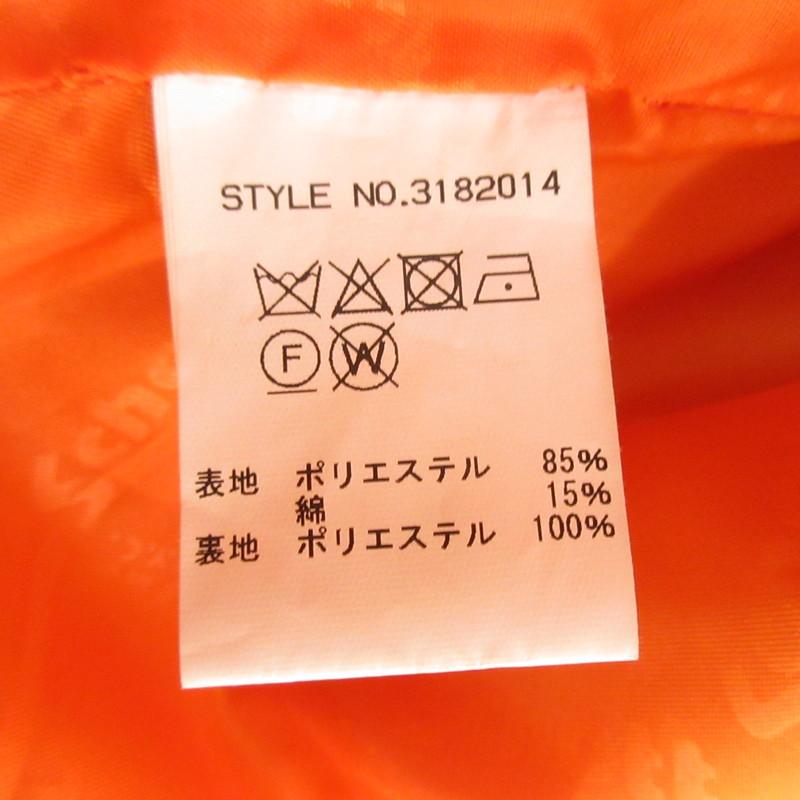 STYLE NO.3182014
F W
表地 ポリエステル 85%
綿 15%
裏地 ポリエステル 100%